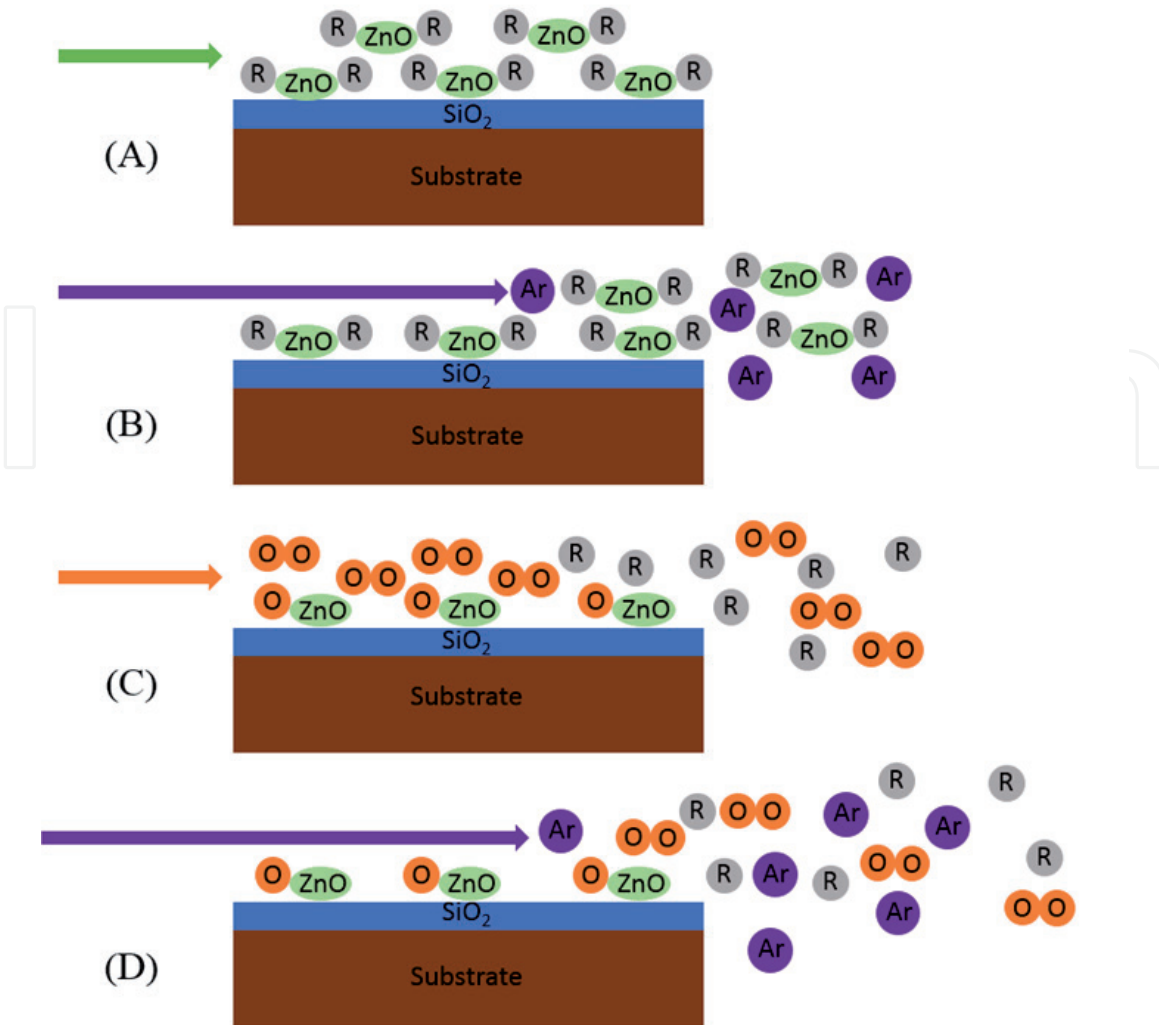 R ZnO R R ZnO R
R ZnO R R ZnO R R ZnO R
SiO₂
(A)
Substrate
Ar R ZnO R R ZnO R Ar
Ar
R ZnO R R ZnO R R ZnO R R ZnO R
SiO₂
Ar Ar
(B)
Substrate
O O O O R R O O R
O O O O R R
O ZnO O ZnO O ZnO R O O
SiO₂
R O O
(C)
Substrate
R R
Ar O O R O O Ar Ar
O ZnO O ZnO O ZnO R Ar R O O R
SiO₂
Ar O O
Ar
(D)
Substrate